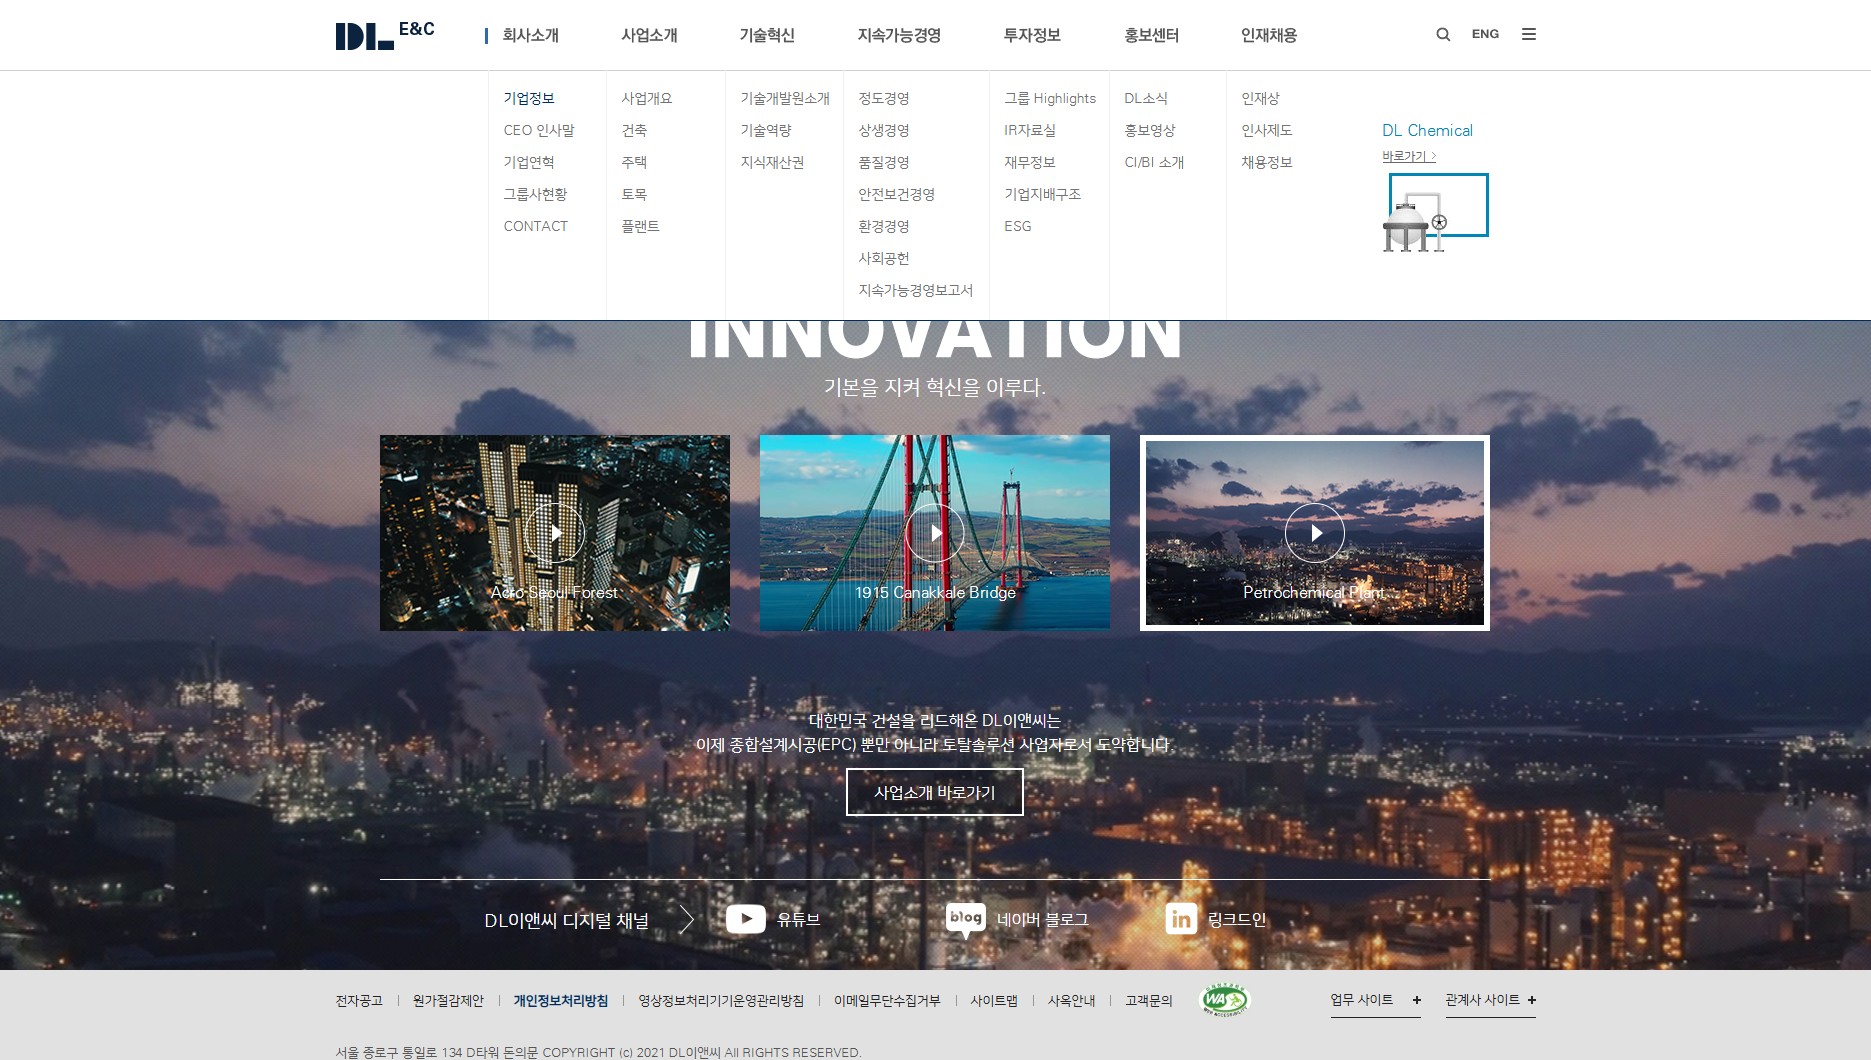 DL E&C
회사소개
사업소개
기술혁신
지속가능경영
투자정보
홍보센터
인재채용
ENG
기업정보
CEO 인사말
기업연혁
그룹사현황
CONTACT
사업개요
건축
주택
토목
플랜트
기술개발원소개
기술역량
지식재산권
정도경영
상생경영
품질경영
안전보건경영
환경경영
사회공헌
지속가능경영보고서
그룹 Highlights
IR자료실
재무정보
기업지배구조
ESG
DL소식
홍보영상
CI/BI 소개
인재상
인사제도
채용정보
DL Chemical
바로가기
INNOVATION
기본을 지켜 혁신을 이루다.
Acro Seoul Forest
1915 Canakkale Bridge
Petrochemical Plant
대한민국 건설을 리드해온 DL이앤씨는
이제 종합설계시공(EPC) 뿐만 아니라 토탈솔루션 사업자로서 도약합니다.
사업소개 바로가기
DL이앤씨 디지털 채널
유튜브
blog 네이버 블로그
in 링크드인
전자공고
원가절감제안
개인정보처리방침
영상정보처리기기운영관리방침
이메일무단수집거부
사이트맵
사옥안내
고객문의
WA
WEB ACCESSIBILITY
업무 사이트
관계사 사이트
서울 종로구 통일로 134 D타워 돈의문 COPYRIGHT (c) 2021 DL이앤씨 All RIGHTS RESERVED.